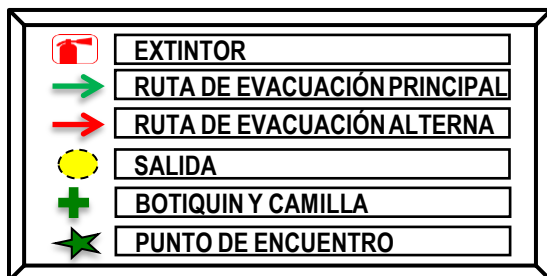 EXTINTOR
RUTA DE EVACUACIÓN PRINCIPAL
RUTA DE EVACUACIÓN ALTERNA
SALIDA
BOTIQUIN Y CAMILLA
PUNTO DE ENCUENTRO